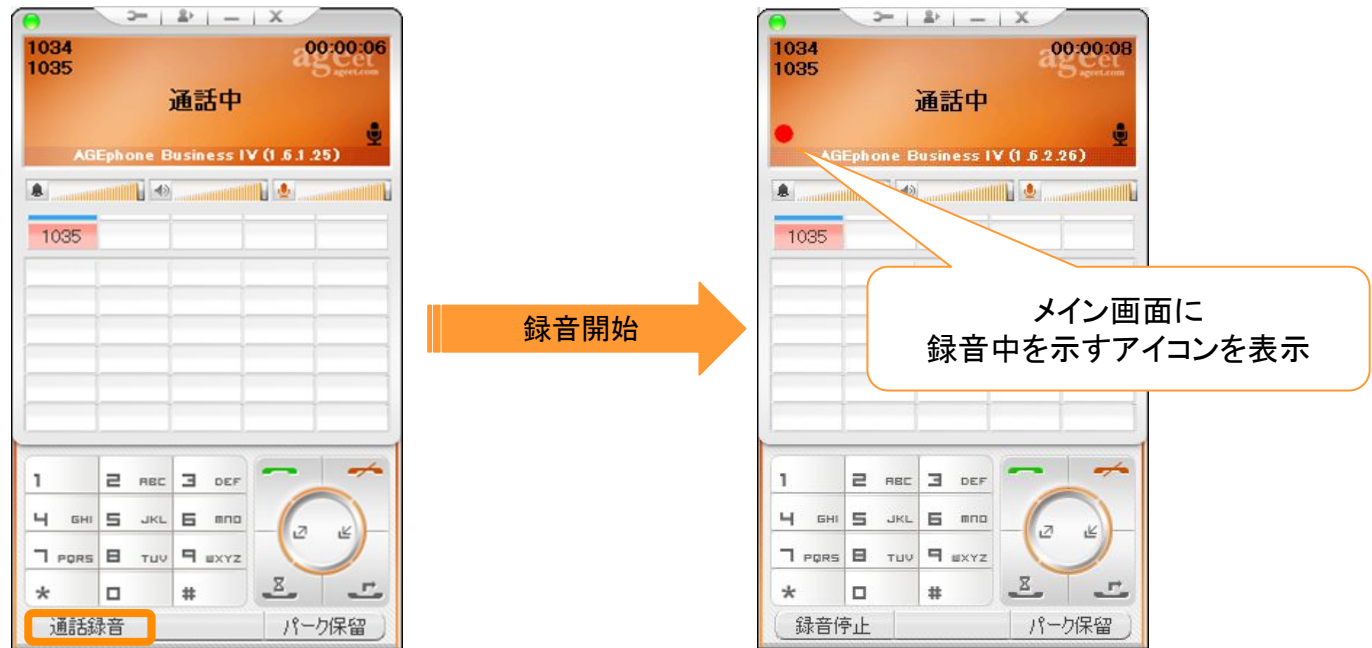 1034
00:00:06
1035
ageet
ageet.com
通話中
AGEphone Business IV (1.6.1.25)
1035
1
2 ABC
3 DEF
4 GHI
5 JKL
6 MNO
7 PQRS
8 TUV
9 WXYZ
*
0
#
通話録音
パーク保留
録音開始
1034
00:00:08
1035
ageet
ageet.com
通話中
AGEphone Business IV (1.6.2.26)
1035
メイン画面に
録音中を示すアイコンを表示
1
2 ABC
3 DEF
4 GHI
5 JKL
6 MNO
7 PQRS
8 TUV
9 WXYZ
*
0
#
録音停止
パーク保留